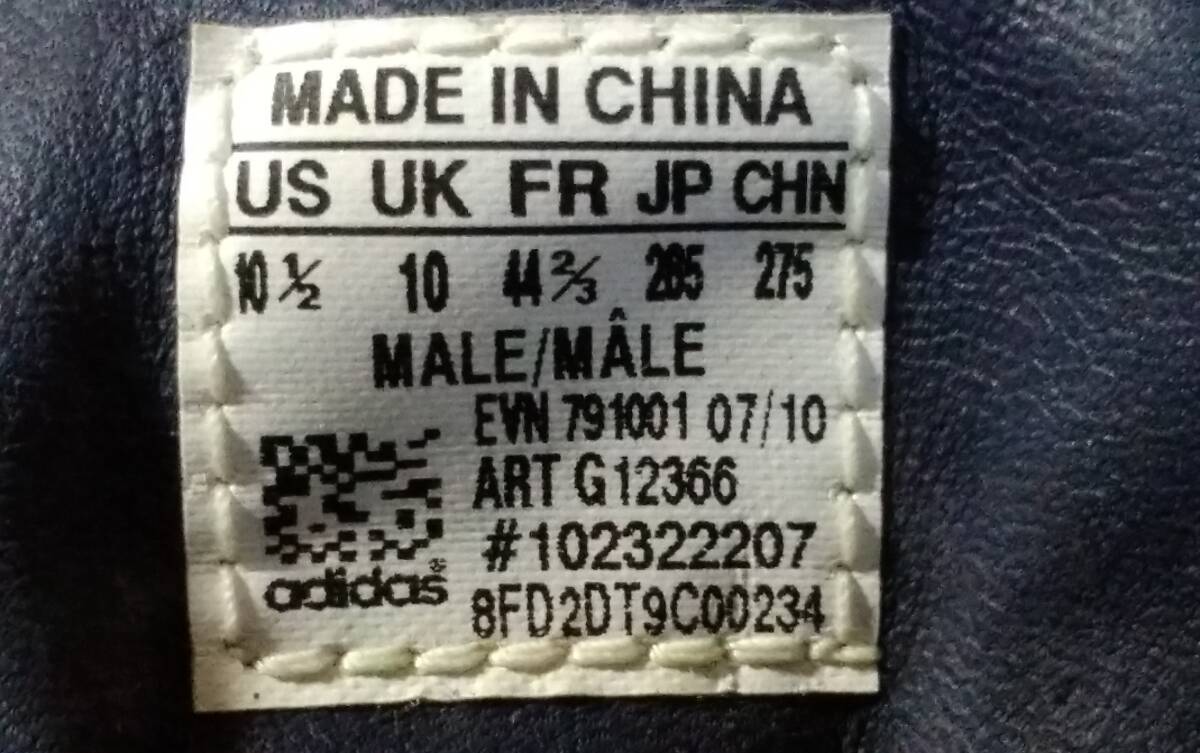 MADE IN CHINA
US UK FR JP CHN
10 ½ 10 44 ⅔ 285 275
MALE/MÂLE
EVN 791001 07/10
ART G12366
#102322207
adidas®
8FD2DT9C00234